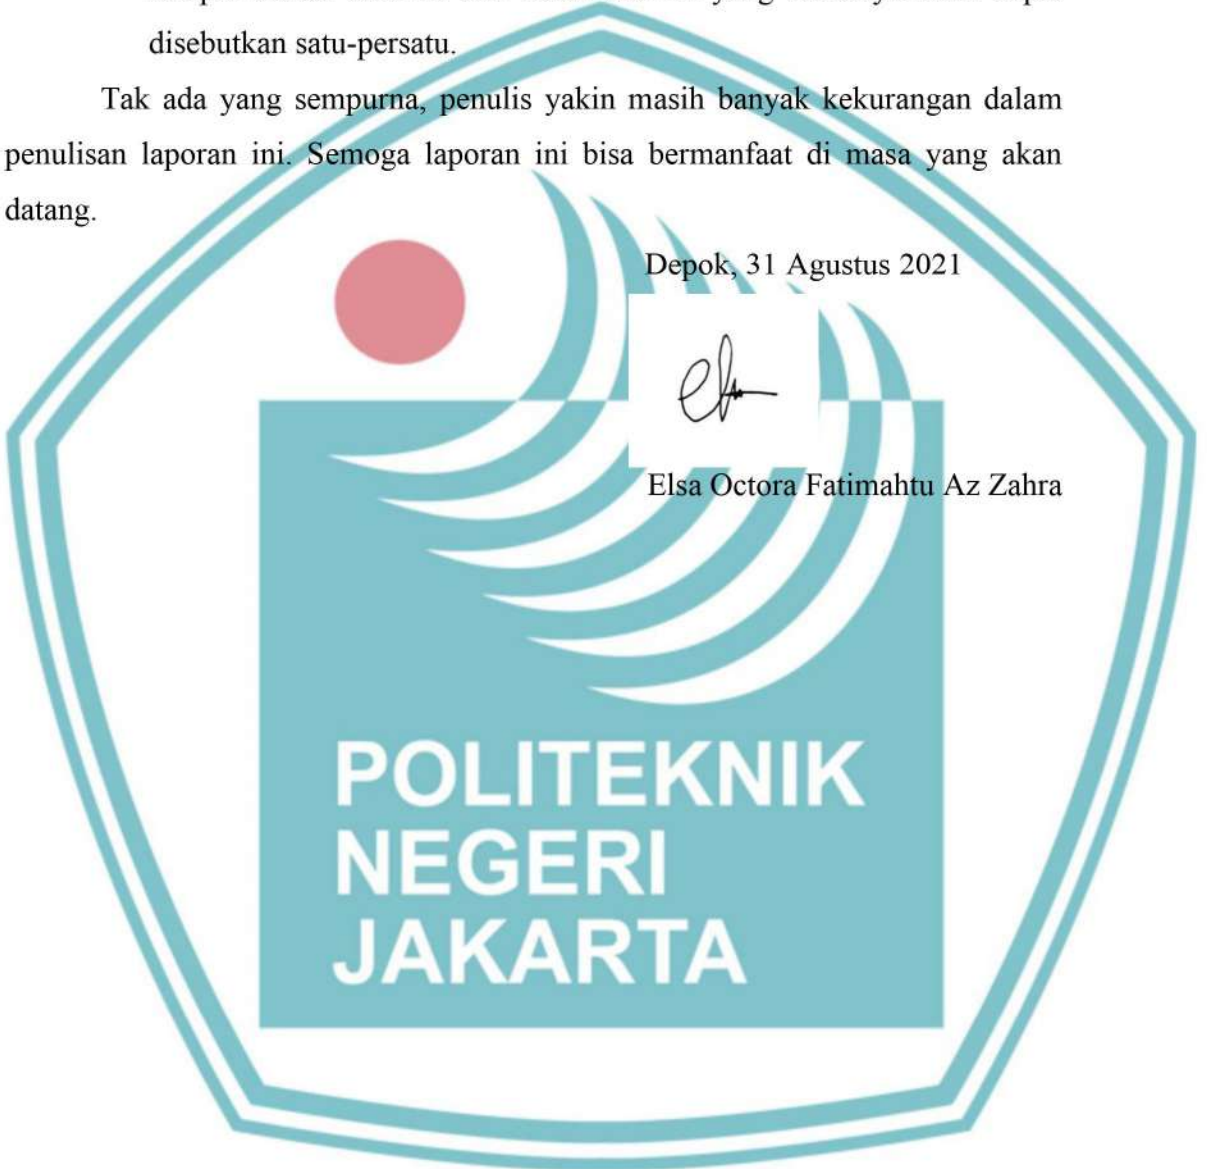 disebutkan satu-persatu.
Tak ada yang sempurna, penulis yakin masih banyak kekurangan dalam
penulisan laporan ini. Semoga laporan ini bisa bermanfaat di masa yang akan
datang.
Depok, 31 Agustus 2021
Elsa Octora Fatimahtu Az Zahra
POLITEKNIK
NEGERI
JAKARTA